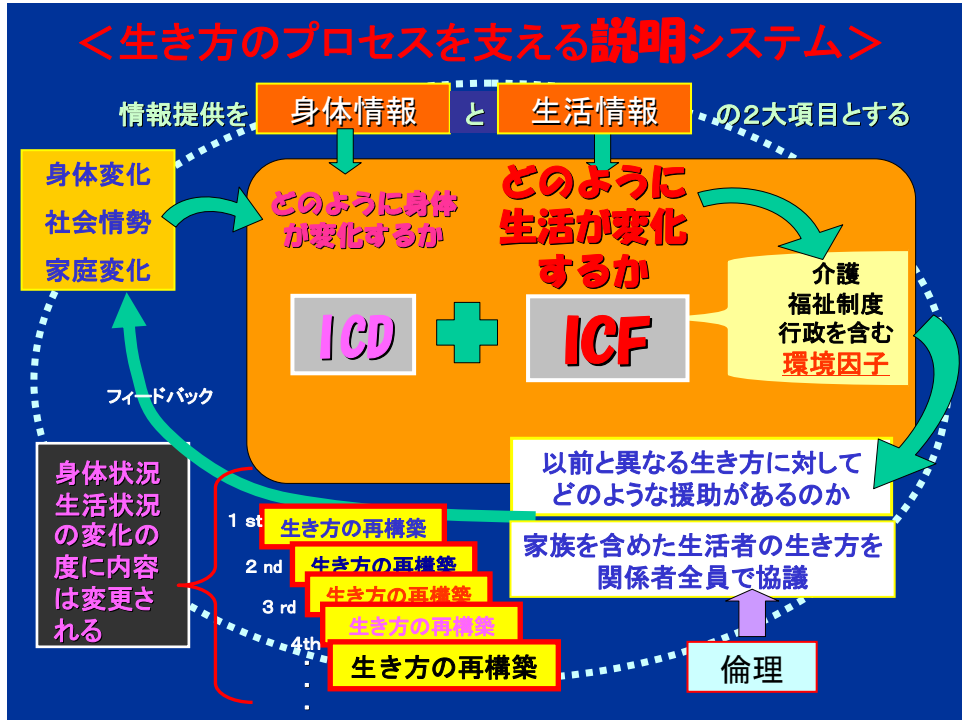 ＜生き方のプロセスを支える説明システム＞
情報提供を 身体情報 と 生活情報 の２大項目とする
身体変化
社会情勢
家庭変化
どのように身体
が変化するか
どのように
生活が変化
するか
ICD
ICF
介護
福祉制度
行政を含む
環境因子
フィードバック
以前と異なる生き方に対して
どのような援助があるのか
家族を含めた生活者の生き方を
関係者全員で協議
倫理
身体状況
生活状況
の変化の
度に内容
は変更さ
れる
１st 生き方の再構築
２nd 生き方の再構築
３rd 生き方の再構築
4th 生き方の再構築
・ 生き方の再構築
・
・